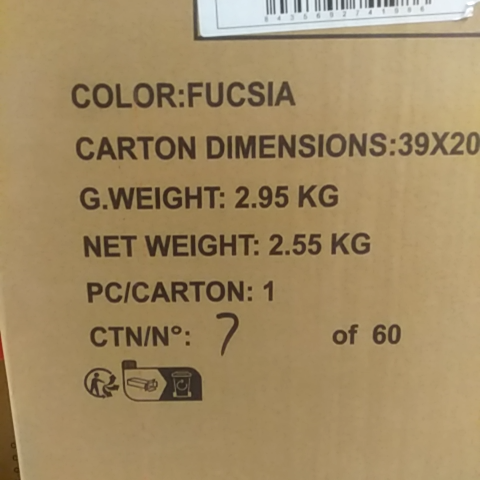 COLOR:FUCSIA
CARTON DIMENSIONS:39X20
G.WEIGHT: 2.95 KG
NET WEIGHT: 2.55 KG
PC/CARTON: 1
CTN/N°: 7 of 60